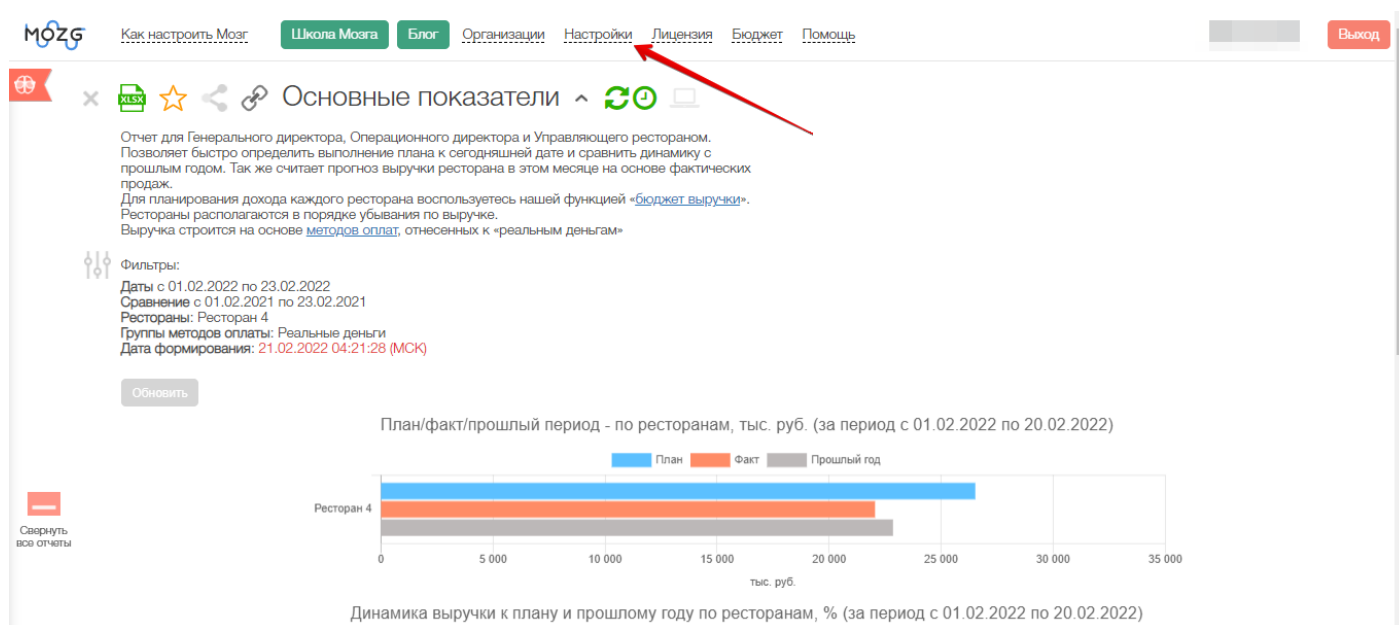 MOZG
Как настроить Мозг
Школа Мозга
Блог
Организации
Настройки
Лицензия
Бюджет
Помощь
Выход
XLSX
Основные показатели
Отчет для Генерального директора, Операционного директора и Управляющего рестораном.
Позволяет быстро определить выполнение плана к сегодняшней дате и сравнить динамику с
прошлым годом. Так же считает прогноз выручки ресторана в этом месяце на основе фактических
продаж.
Для планирования дохода каждого ресторана воспользуетесь нашей функцией «бюджет выручки».
Рестораны располагаются в порядке убывания по выручке.
Выручка строится на основе методов оплат, отнесенных к «реальным деньгам»
Фильтры:
Даты с 01.02.2022 по 23.02.2022
Сравнение с 01.02.2021 по 23.02.2021
Рестораны: Ресторан 4
Группы методов оплаты: Реальные деньги
Дата формирования: 21.02.2022 04:21:28 (МСК)
Обновить
План/факт/прошлый период - по ресторанам, тыс. руб. (за период с 01.02.2022 по 20.02.2022)
План Факт Прошлый год
Ресторан 4
0 5 000 10 000 15 000 20 000 25 000 30 000 35 000
тыс. руб.
Свернуть
все отчеты
Динамика выручки к плану и прошлому году по ресторанам, % (за период с 01.02.2022 по 20.02.2022)